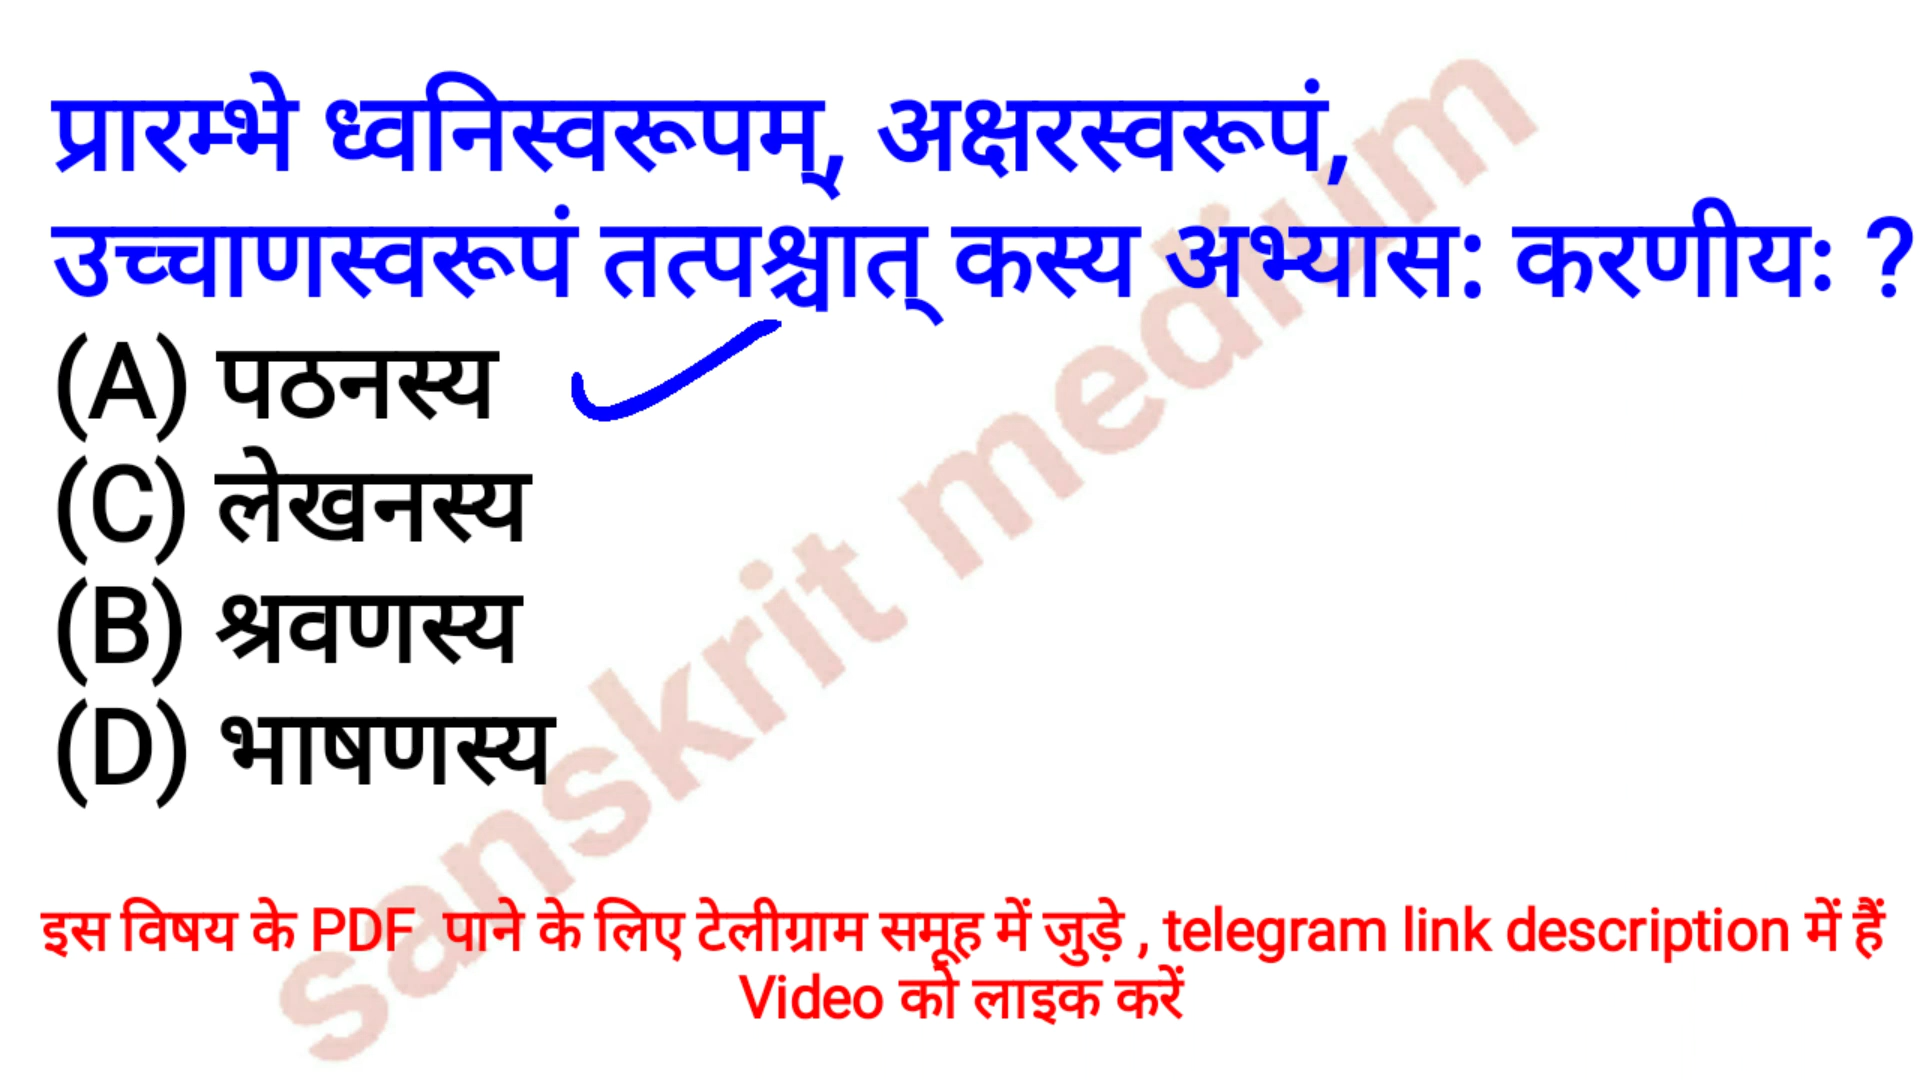 प्रारम्भे ध्वनिस्वरूपम्, अक्षरस्वरूपं,
उच्चाणस्वरूपं तत्पश्चात् कस्य अभ्यास: करणीयः ?
(A) पठनस्य
(C) लेखनस्य
(B) श्रवणस्य
(D) भाषणस्य
sanskrit medium
इस विषय के PDF पाने के लिए टेलीग्राम समूह में जुड़े , telegram link description में हैं
Video को लाइक करें